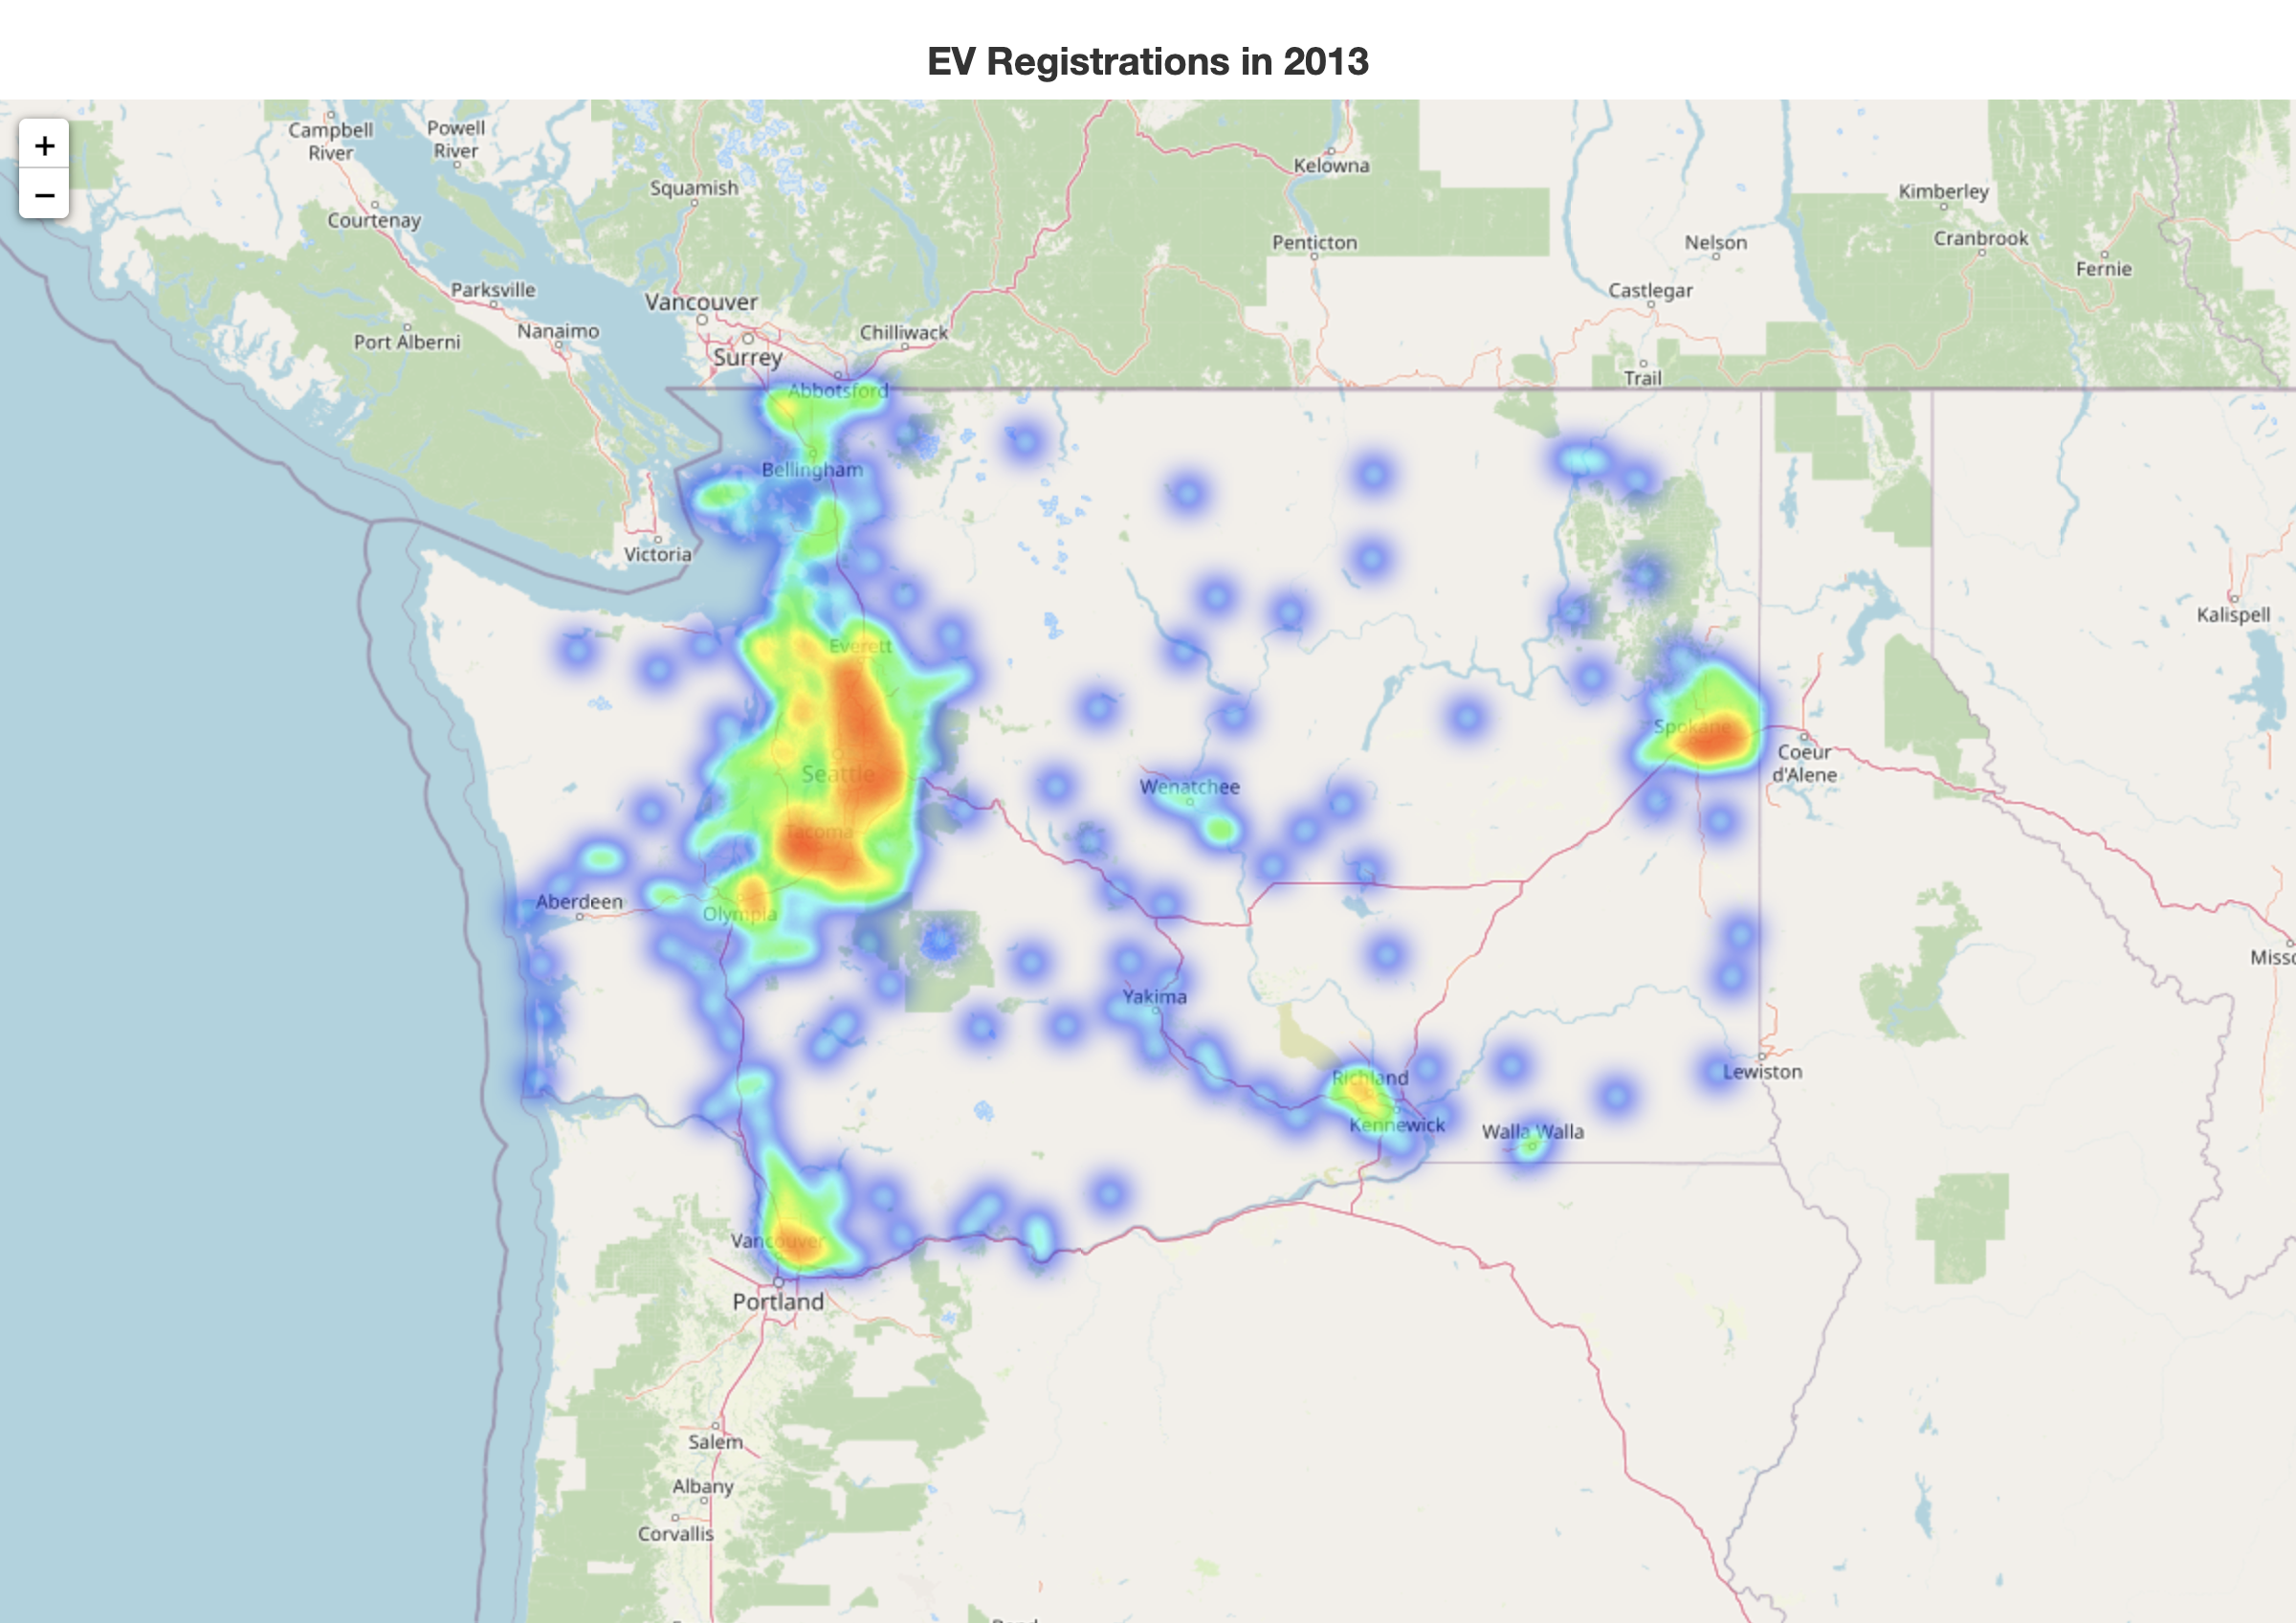 EV Registrations in 2013
+
−
Campbell
River
Powell
River
Squamish
Courtenay
Kelowna
Kimberley
Cranbrook
Penticton
Nelson
Fernie
Parksville
Vancouver
Castlegar
Nanaimo
Port Alberni
Chilliwack
Surrey
Trail
Abbotsford
Bellingham
Victoria
Kalispell
Everett
Spokane
Coeur
d'Alene
Seattle
Wenatchee
Tacoma
Aberdeen
Olympia
Misso
Yakima
Richland
Lewiston
Kennewick
Walla Walla
Vancouver
Portland
Salem
Albany
Corvallis